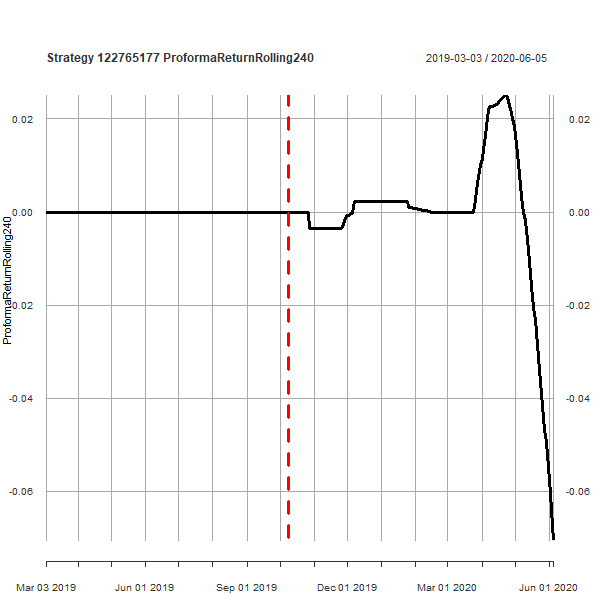 Strategy 122765177 ProformaReturnRolling240
2019-03-03 / 2020-06-05
0.02
0.02
0.00
0.00
-0.02
-0.02
-0.04
-0.04
-0.06
-0.06
ProformaReturnRolling240
Mar 03 2019
Jun 01 2019
Sep 01 2019
Dec 01 2019
Mar 01 2020
Jun 01 2020